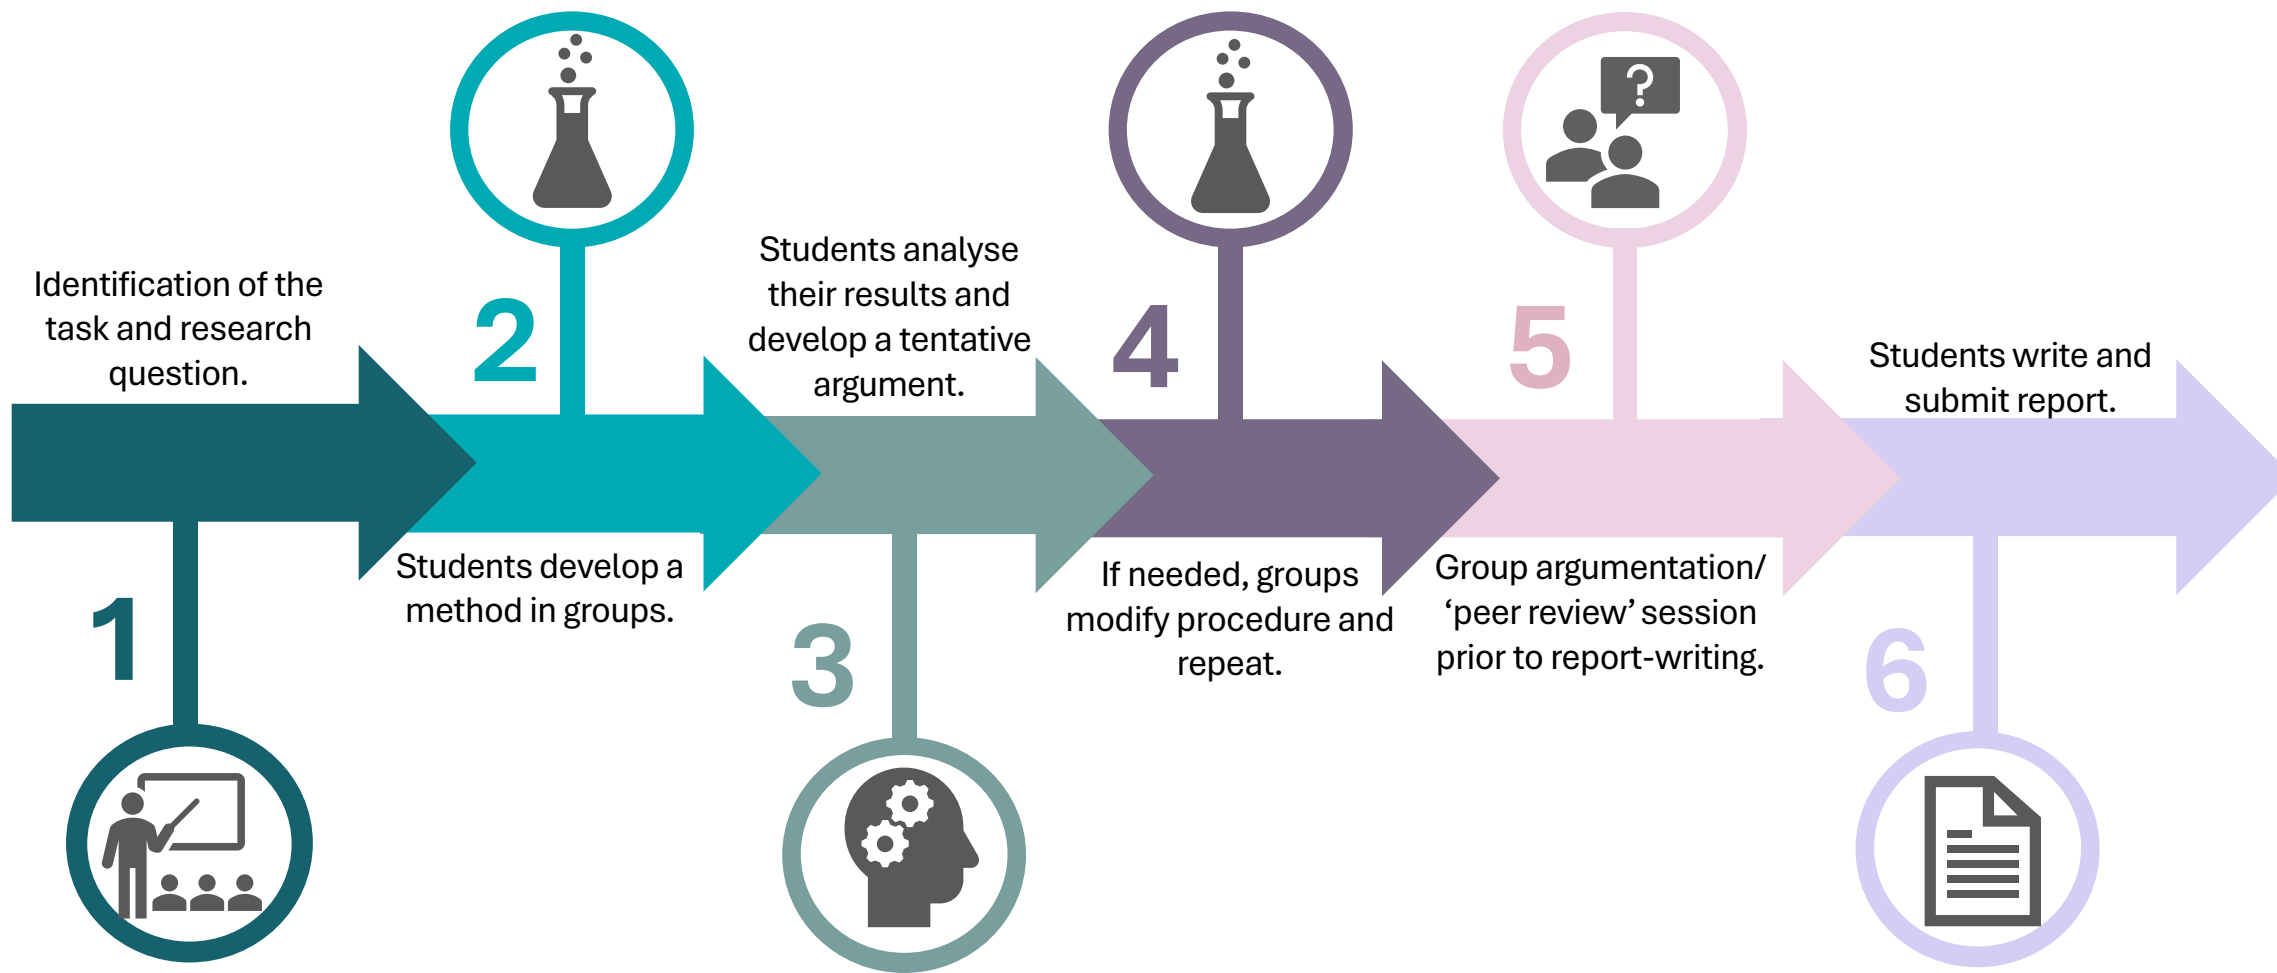 1
Identification of the
task and research
question.
2
Students develop a
method in groups.
3
Students analyse
their results and
develop a tentative
argument.
4
If needed, groups
modify procedure and
repeat.
5
?
Group argumentation/
‘peer review’ session
prior to report-writing.
6
Students write and
submit report.